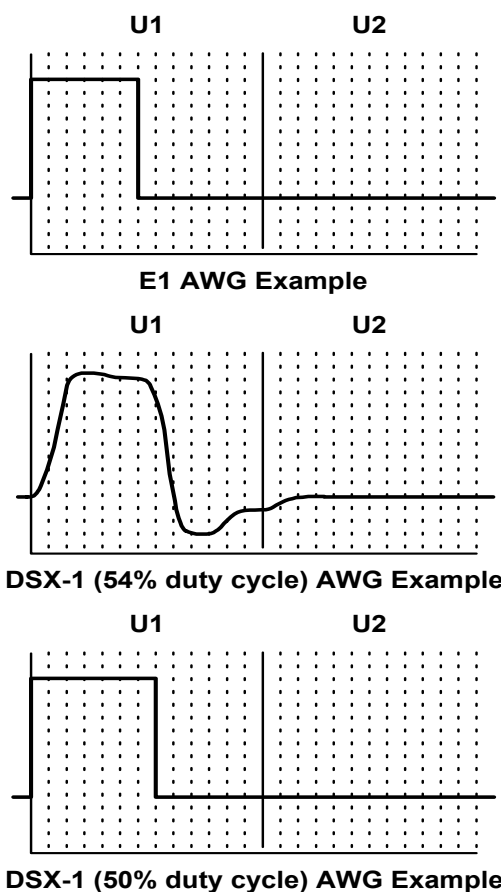 U1 U2
E1 AWG Example
U1 U2
DSX-1 (54% duty cycle) AWG Example
U1 U2
DSX-1 (50% duty cycle) AWG Example